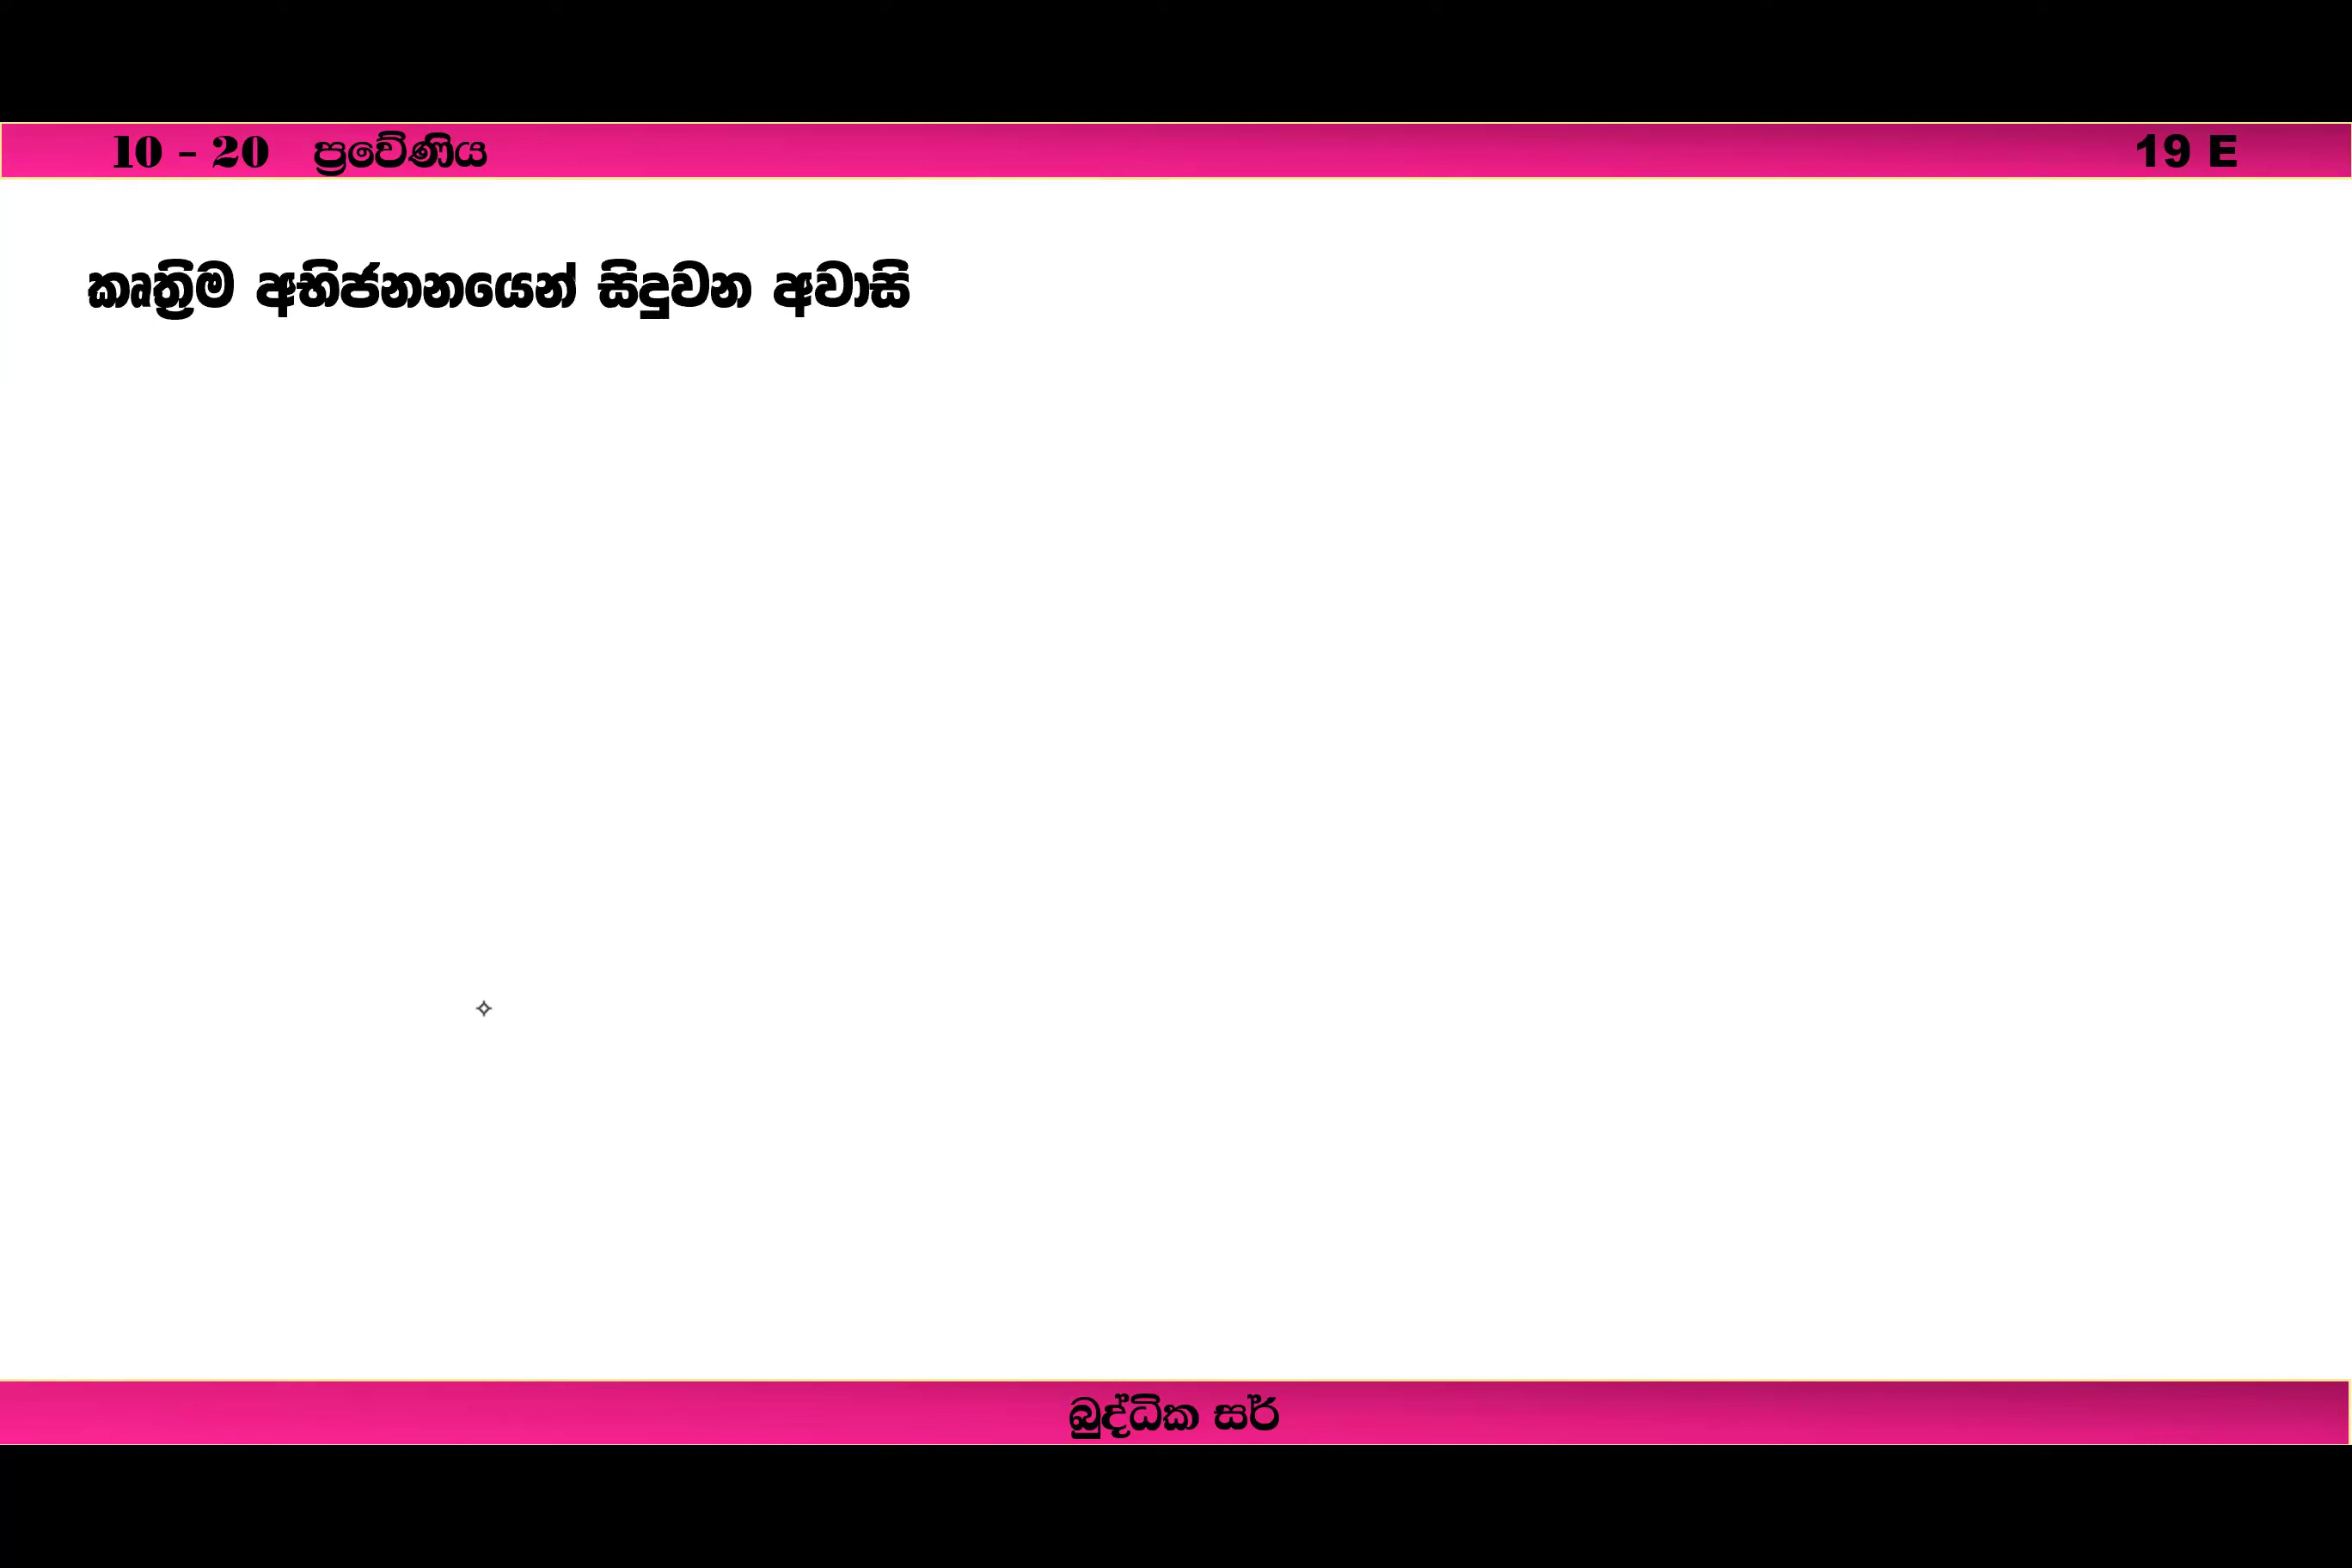 10 - 20 ප්‍රවේණිය
19 E
කෘත්‍රිම අභිජනනයෙන් සිදුවන අවාසි
බුද්ධික සර්